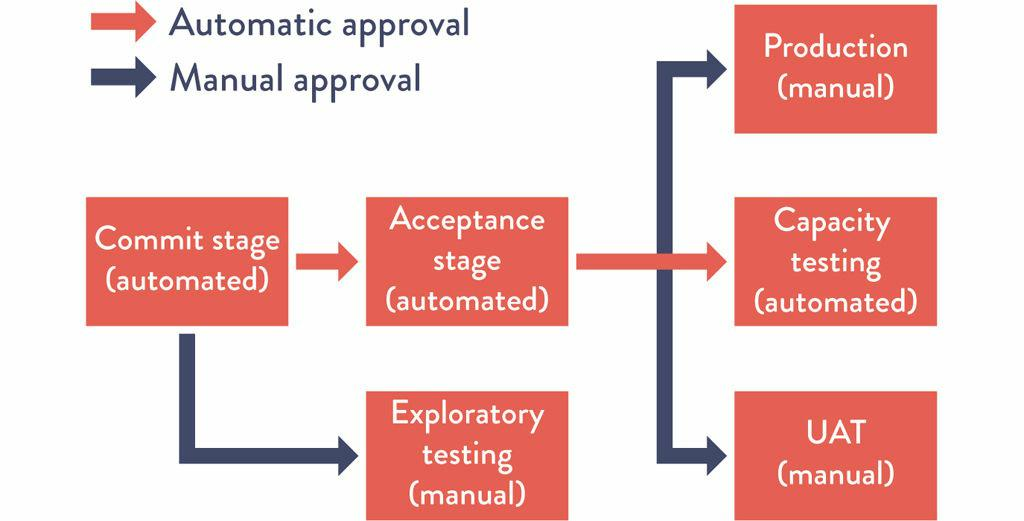 Automatic approval
Manual approval
Production
(manual)
Commit stage
(automated)
Acceptance
stage
(automated)
Capacity
testing
(automated)
Exploratory
testing
(manual)
UAT
(manual)